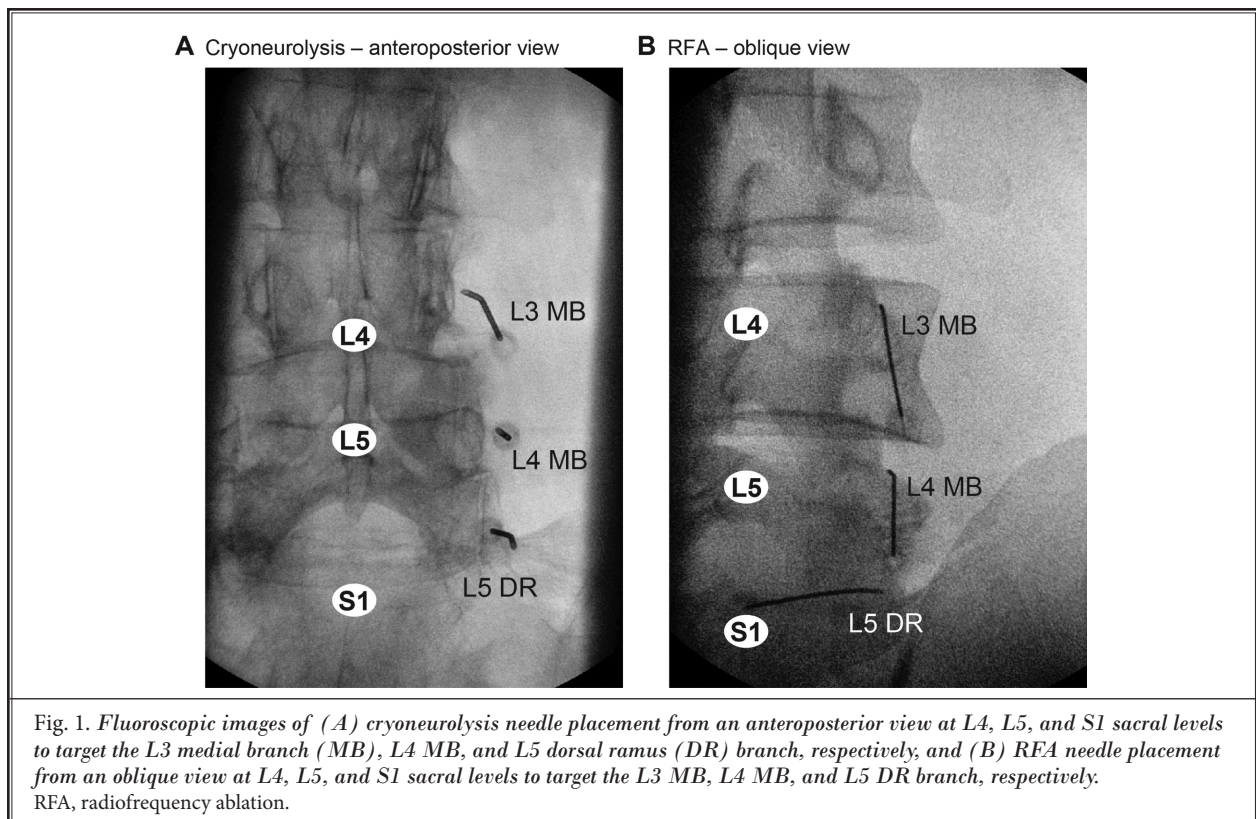 A Cryoneurolysis – anteroposterior view
B RFA – oblique view
L3 MB
L4
L5
L4 MB
L5 DR
S1
L4
L3 MB
L5
L4 MB
L5 DR
S1
Fig. 1. Fluoroscopic images of (A) cryoneurolysis needle placement from an anteroposterior view at L4, L5, and S1 sacral levels
to target the L3 medial branch (MB), L4 MB, and L5 dorsal ramus (DR) branch, respectively, and (B) RFA needle placement
from an oblique view at L4, L5, and S1 sacral levels to target the L3 MB, L4 MB, and L5 DR branch, respectively.
RFA, radiofrequency ablation.